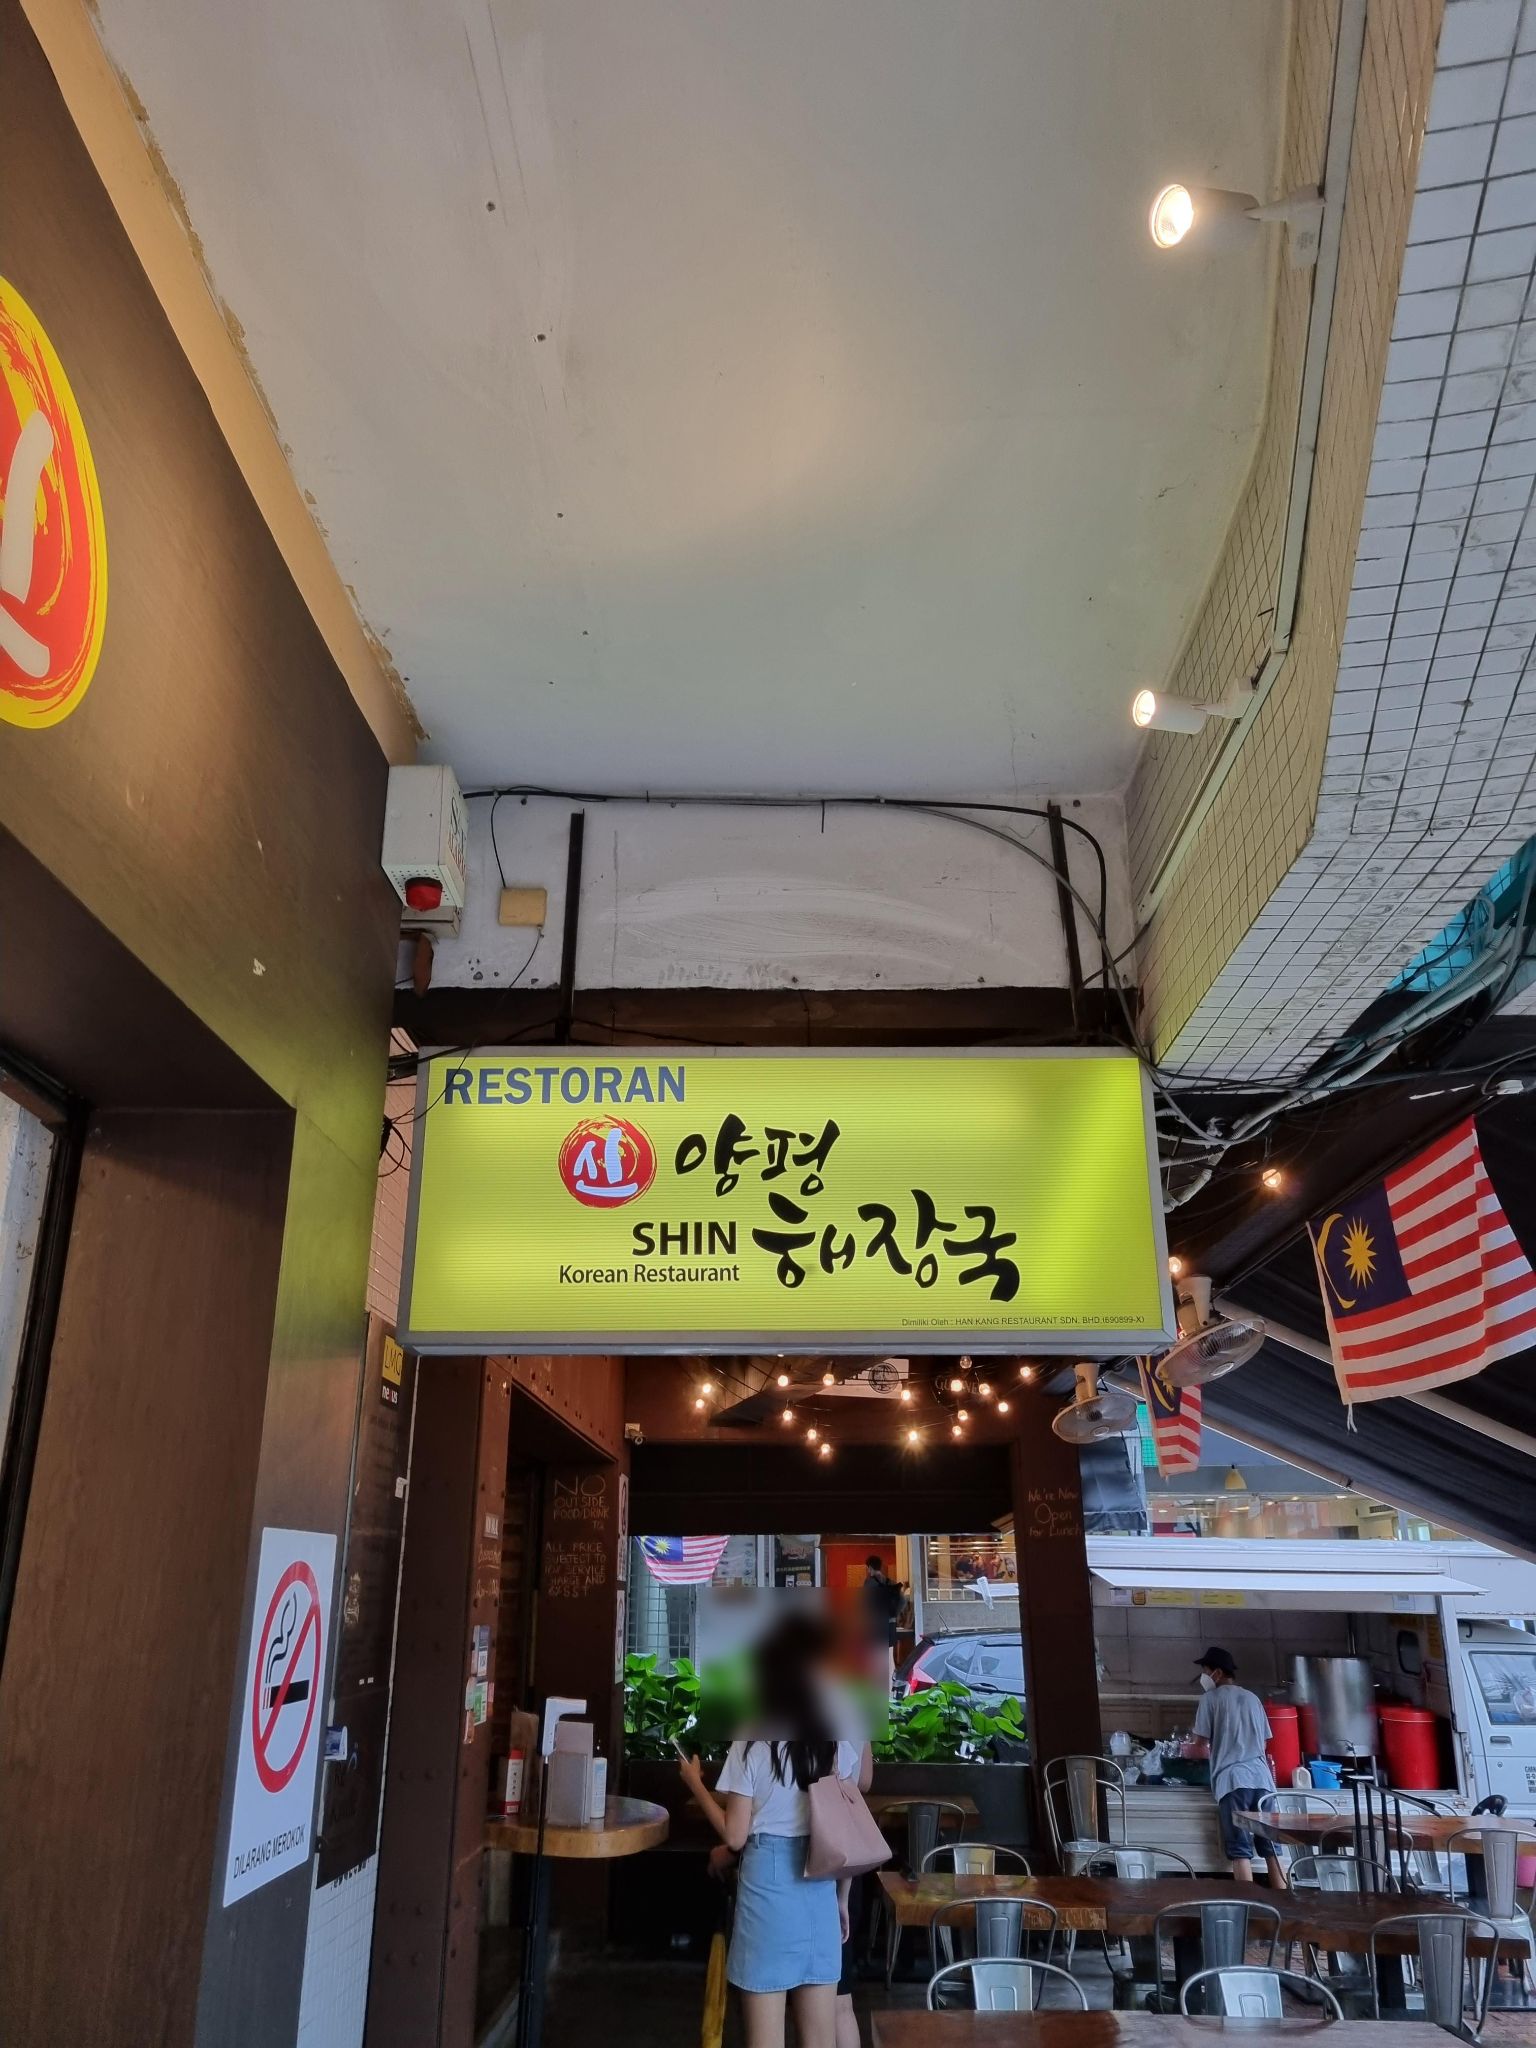 RESTORAN
신 양평
SHIN 해장국
Korean Restaurant
Dimiliki Oleh : HAN KANG RESTAURANT SDN. BHD.(690899-X)
NO
OUTSIDE
FOOD/DRINK
ALL PRICE
SUBJECT TO
10% SERVICE
CHARGE AND
6% SST
We're Now
Open
for Lunch
DILARANG MEROKOK